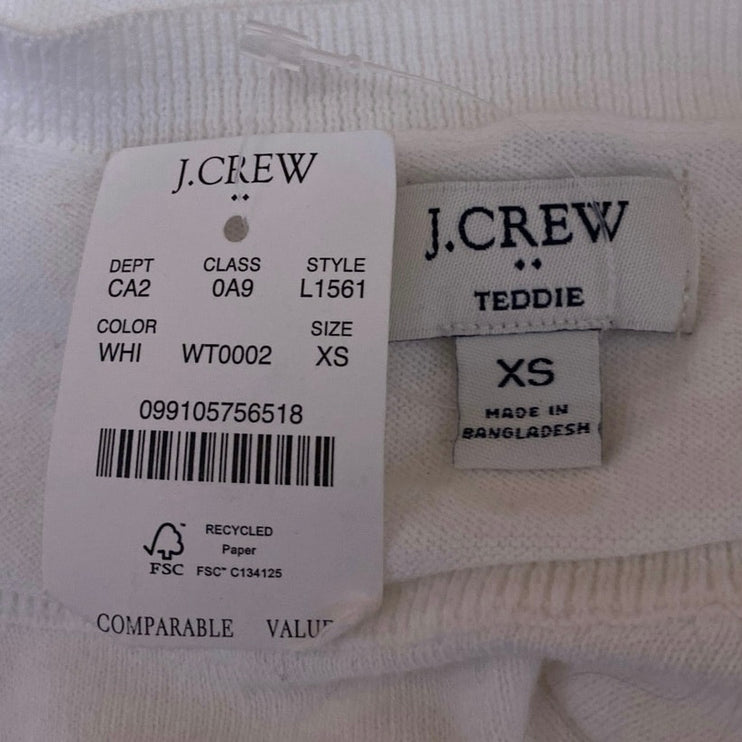 J.CREW
DEPT CLASS STYLE
CA2 0A9 L1561
COLOR SIZE
WHI WT0002 XS
099105756518
RECYCLED
Paper
FSC FSC™ C134125
COMPARABLE VALUE
J.CREW
TEDDIE
XS
MADE IN
BANGLADESH